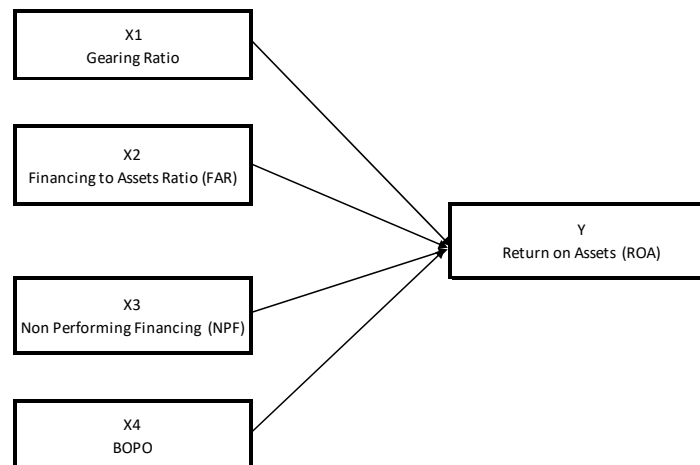 X1
Gearing Ratio
X2
Financing to Assets Ratio (FAR)
Y
Return on Assets (ROA)
X3
Non Performing Financing (NPF)
X4
BOPO